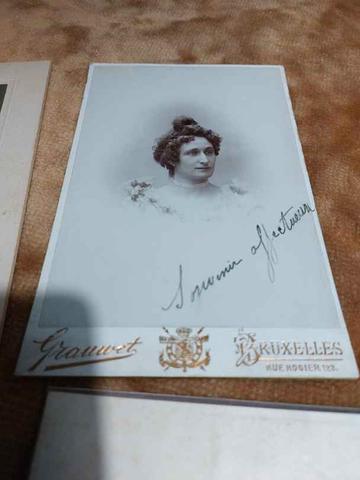 Souvenir affectueux
Grauwet
BRUXELLES
RUE ROGIER 123.